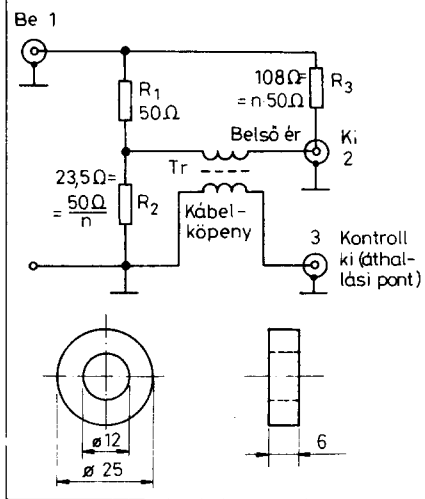 Be 1
R1
50Ω
108Ω=
=n·50Ω
R3
Belső ér
Ki
2
Tr
23,5Ω=
= 50Ω
n
R2
Kábel-
köpeny
3 Kontroll
ki (áthal-
lási pont)
ø12
ø 25
6